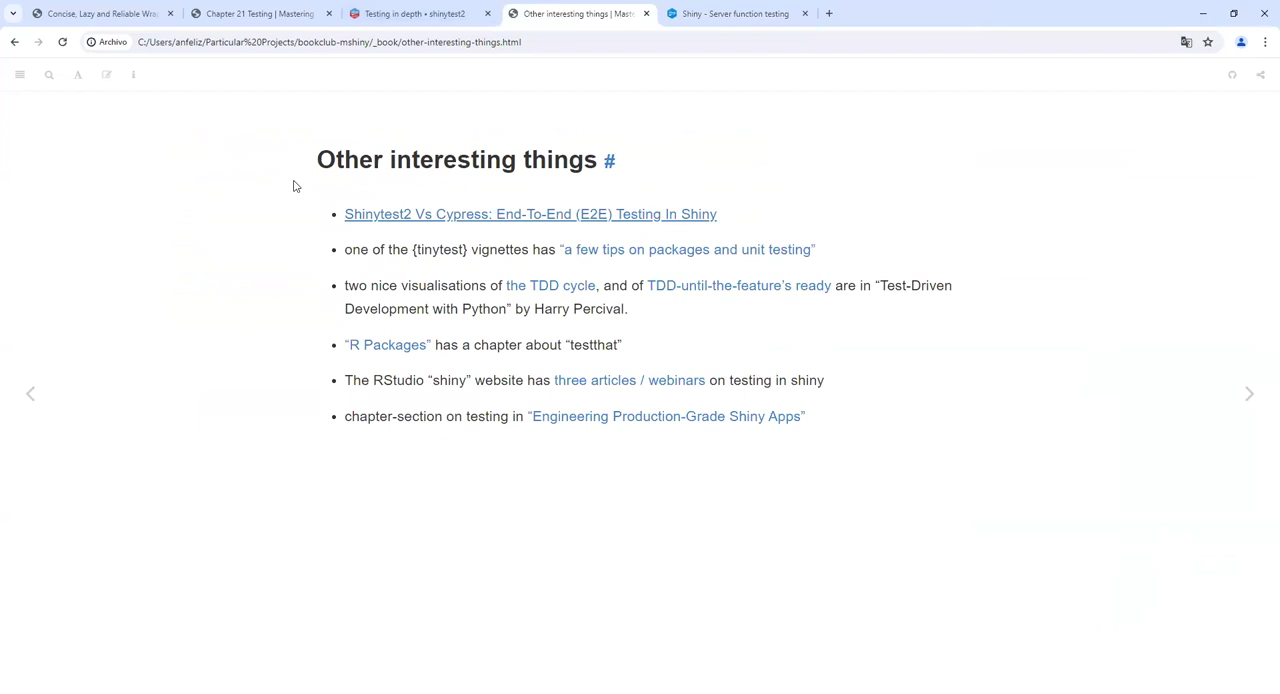 Concise, Lazy and Reliable Wra
Chapter 21 Testing | Mastering
Testing in depth • shinytest2
Other interesting things | Maste
Shiny - Server function testing
Archivo
C:/Users/anfeliz/Particular%20Projects/bookclub-mshiny/_book/other-interesting-things.html
Other interesting things #
• Shinytest2 Vs Cypress: End-To-End (E2E) Testing In Shiny
• one of the {tinytest} vignettes has “a few tips on packages and unit testing”
• two nice visualisations of the TDD cycle, and of TDD-until-the-feature’s ready are in “Test-Driven
Development with Python” by Harry Percival.
• “R Packages” has a chapter about “testthat”
• The RStudio “shiny” website has three articles / webinars on testing in shiny
• chapter-section on testing in “Engineering Production-Grade Shiny Apps”